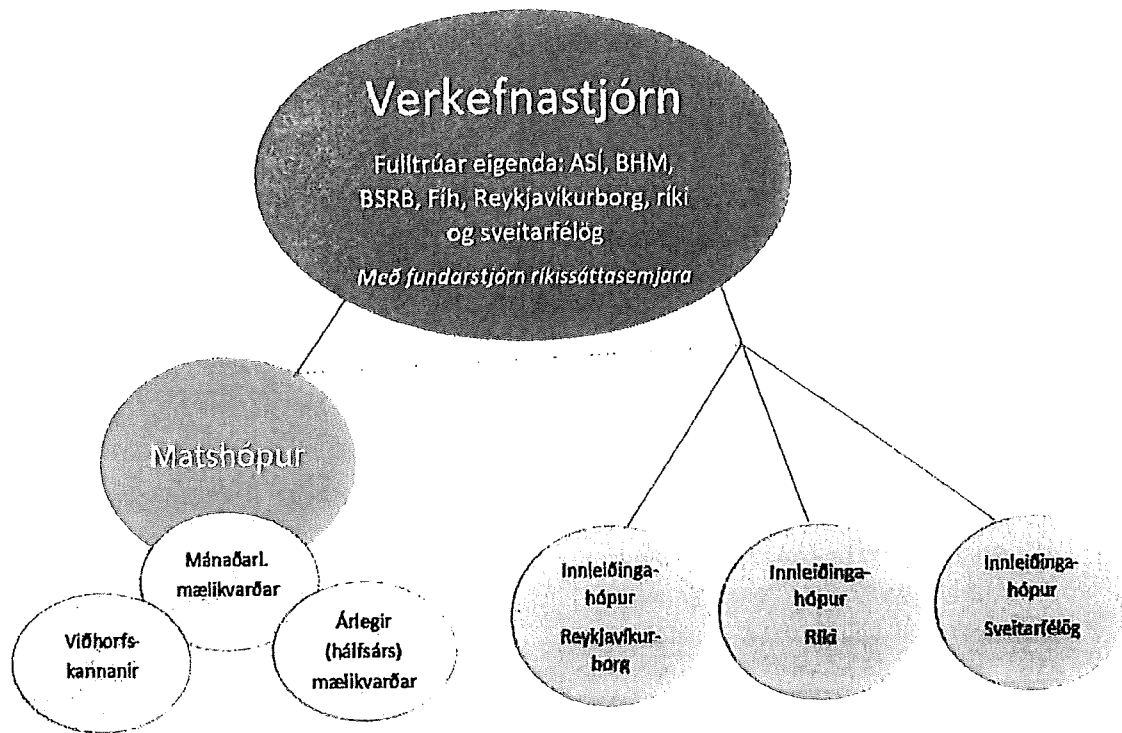 Verkefnastjórn
Fulltrúar eigenda: ASÍ, BHM,
BSRB, Fíh, Reykjavíkurborg, ríki
og sveitarfélög
Með fundarstjórn ríkissáttasemjara
Matshópur
Mánaðarl.
mælikvarðar
Viðhorfs-
kannanir
Árlegir
(hálfsárs)
mælikvarðar
Innleiðinga-
hópur
Reykjavíkur-
borg
Innleiðinga-
hópur
Ríki
Innleiðinga-
hópur
Sveitarfélög